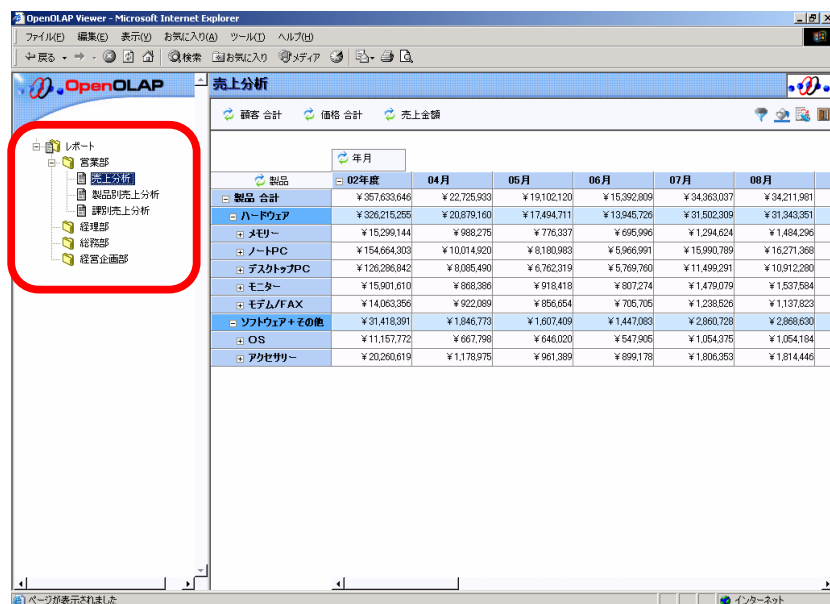 OpenOLAP Viewer - Microsoft Internet Explorer
ファイル(F) 編集(E) 表示(V) お気に入り(A) ツール(T) ヘルプ(H)
戻る 検索 お気に入り メディア
OpenOLAP
売上分析
顧客 合計 価格 合計 売上金額
レポート
営業部
売上分析
製品別売上分析
課別売上分析
経理部
総務部
経営企画部
年月
製品 02年度 04月 05月 06月 07月 08月
製品 合計 ¥357,633,646 ¥22,725,933 ¥19,102,120 ¥15,392,809 ¥34,363,037 ¥34,211,981
ハードウェア ¥326,215,255 ¥20,879,160 ¥17,494,711 ¥13,945,726 ¥31,502,309 ¥31,343,351
メモリー ¥15,299,144 ¥988,275 ¥776,337 ¥695,996 ¥1,294,624 ¥1,484,296
ノートPC ¥154,664,303 ¥10,014,920 ¥8,180,983 ¥5,966,991 ¥15,990,789 ¥16,271,368
デスクトップPC ¥126,286,842 ¥8,085,490 ¥6,762,319 ¥5,769,760 ¥11,499,291 ¥10,912,280
モニター ¥15,901,610 ¥868,386 ¥918,418 ¥807,274 ¥1,479,079 ¥1,537,584
モデム/FAX ¥14,063,356 ¥922,089 ¥856,654 ¥705,705 ¥1,238,526 ¥1,137,823
ソフトウェア+その他 ¥31,418,391 ¥1,846,773 ¥1,607,409 ¥1,447,083 ¥2,860,728 ¥2,868,630
OS ¥11,157,772 ¥667,798 ¥646,020 ¥547,905 ¥1,054,375 ¥1,054,184
アクセサリー ¥20,260,619 ¥1,178,975 ¥961,389 ¥899,178 ¥1,806,353 ¥1,814,446
ページが表示されました インターネット